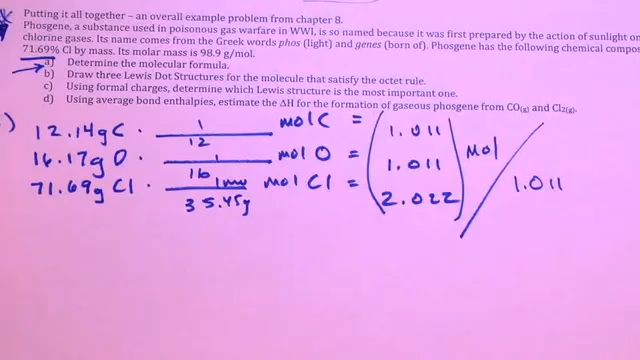 Putting it all together – an overall example problem from chapter 8.
Phosgene, a substance used in poisonous gas warfare in WWI, is so named because it was first prepared by the action of sunlight on
chlorine gases. Its name comes from the Greek words phos (light) and genes (born of). Phosgene has the following chemical compos
71.69% Cl by mass. Its molar mass is 98.9 g/mol.
a) Determine the molecular formula.
b) Draw three Lewis Dot Structures for the molecule that satisfy the octet rule.
c) Using formal charges, determine which Lewis structure is the most important one.
d) Using average bond enthalpies, estimate the ΔH for the formation of gaseous phosgene from CO(g) and Cl2(g).
) 12.14g C · 1 / 12 mol C = 1.011
16.17g O · 1 / 16 mol O = 1.011 mol / 1.011
71.69g Cl · 1 / 35.45g mol Cl = 2.022